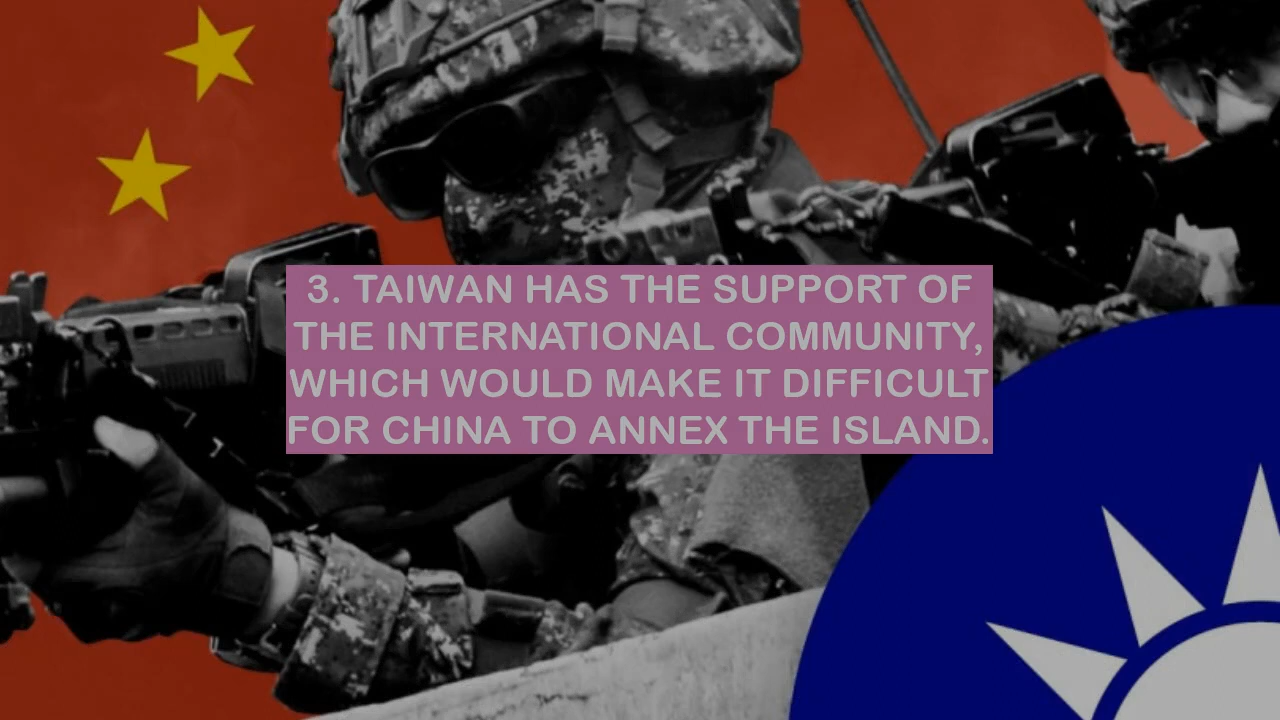 3. TAIWAN HAS THE SUPPORT OF
THE INTERNATIONAL COMMUNITY,
WHICH WOULD MAKE IT DIFFICULT
FOR CHINA TO ANNEX THE ISLAND.